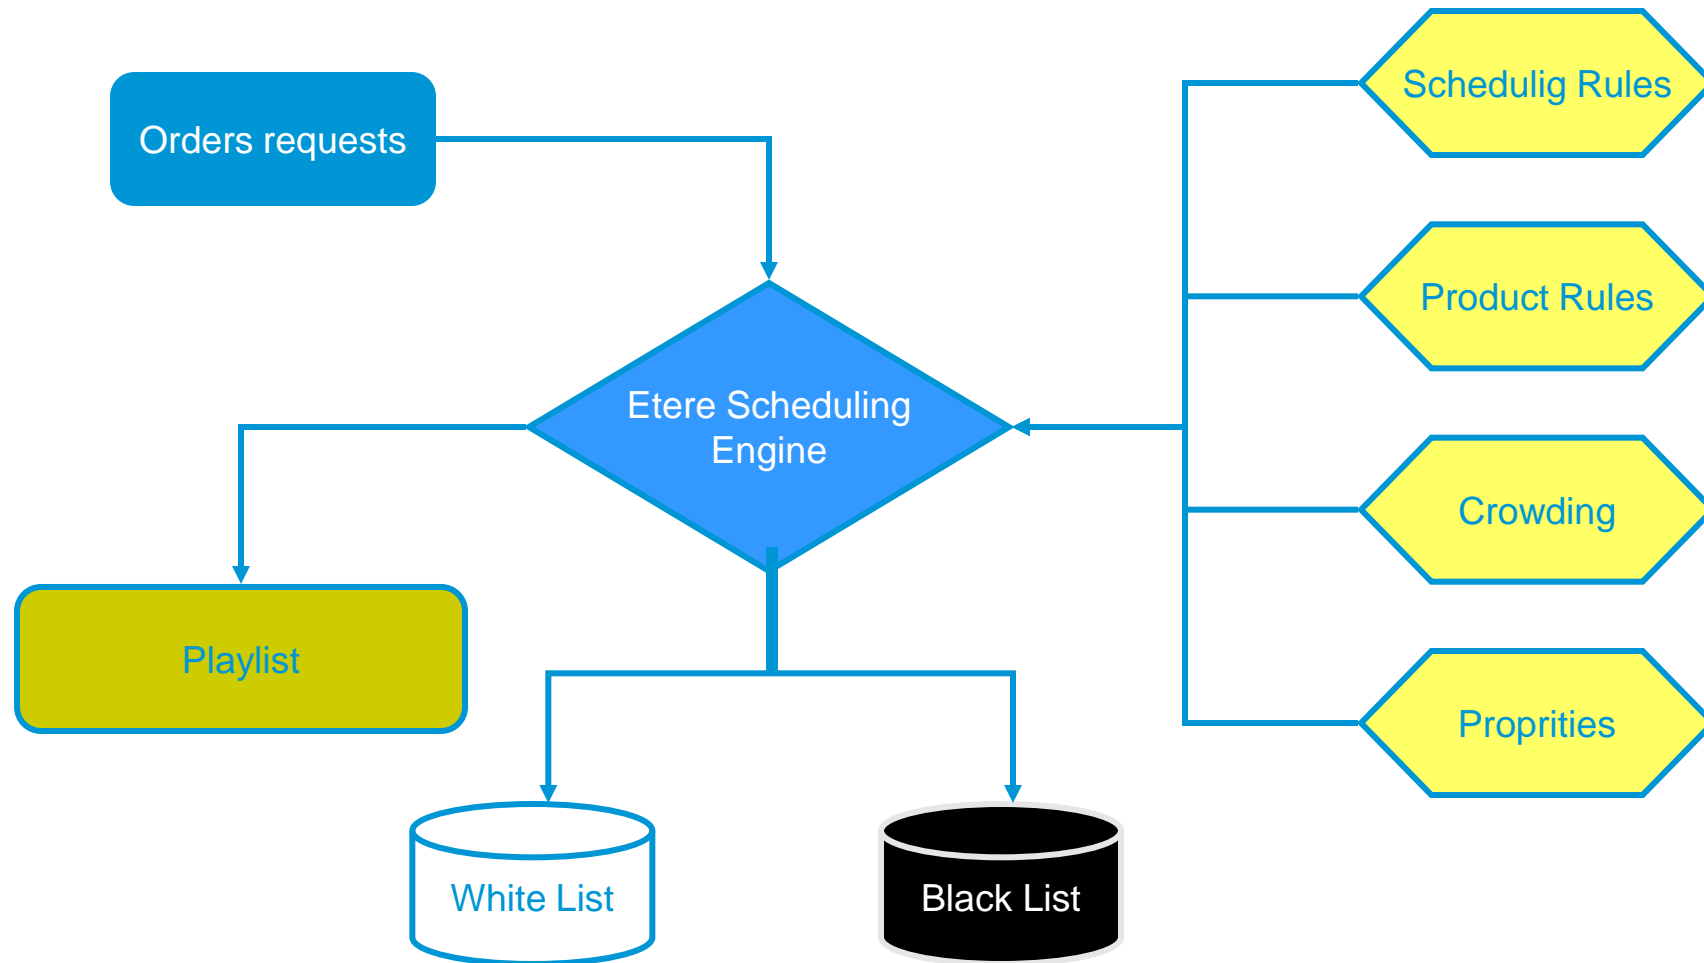 Orders requests
Schedulig Rules
Product Rules
Etere Scheduling
Engine
Crowding
Playlist
Proprities
White List
Black List